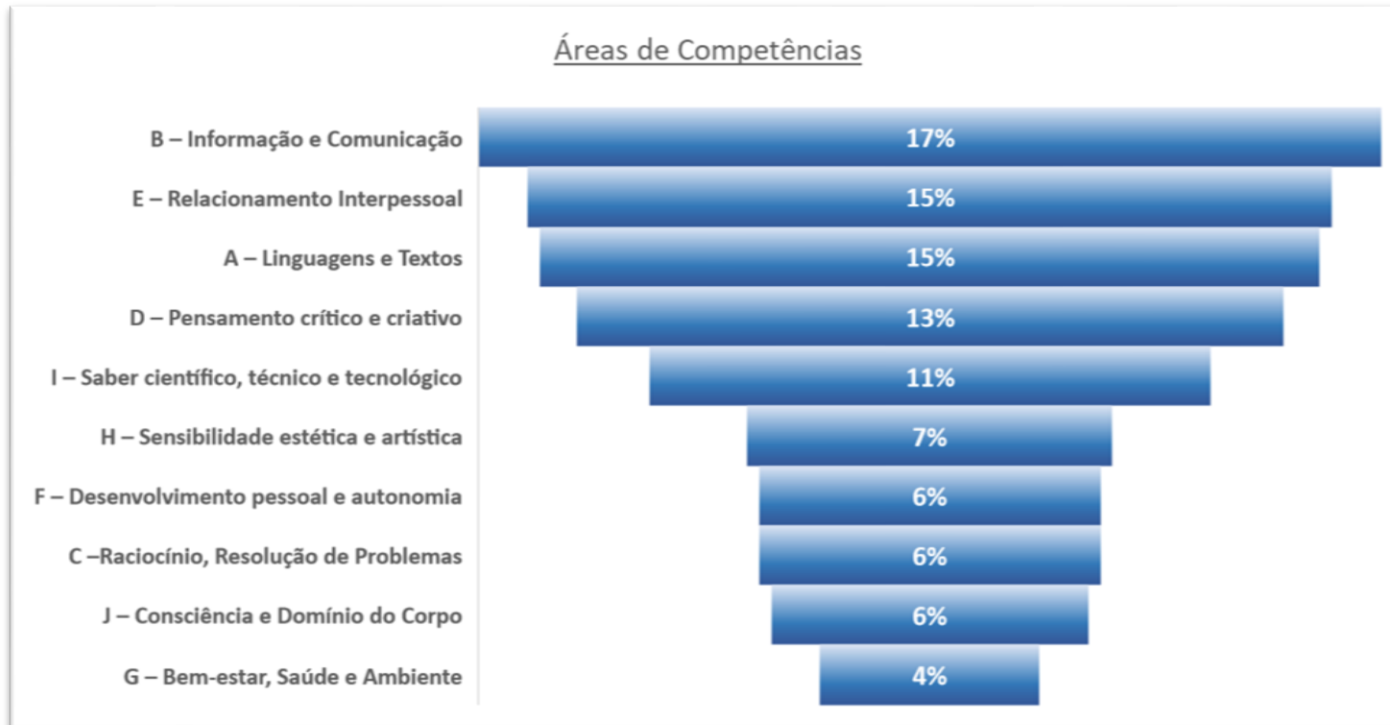 Áreas de Competências
B – Informação e Comunicação 17%
E – Relacionamento Interpessoal 15%
A – Linguagens e Textos 15%
D – Pensamento crítico e criativo 13%
I – Saber científico, técnico e tecnológico 11%
H – Sensibilidade estética e artística 7%
F – Desenvolvimento pessoal e autonomia 6%
C –Raciocínio, Resolução de Problemas 6%
J – Consciência e Domínio do Corpo 6%
G – Bem-estar, Saúde e Ambiente 4%